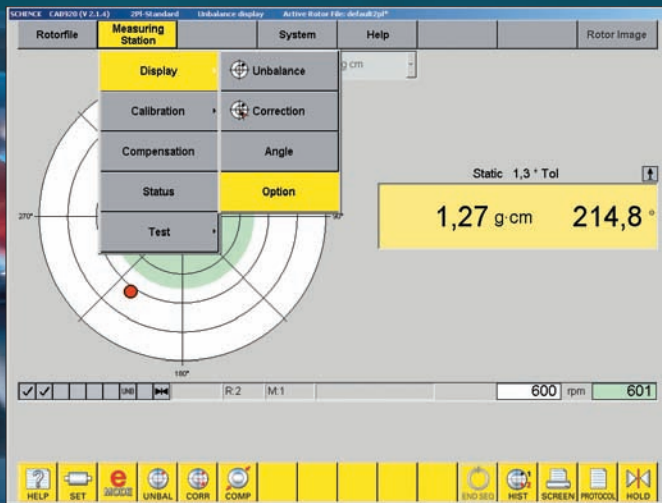 SCHENCK CAB920 (V 2.1.4) 2Pl-Standard Unbalance display Active Rotor File: default2pl*
Rotorfile Measuring Station System Help Rotor Image
Display Unbalance g cm
Calibration Correction
Compensation Angle
Status Option
Test
Static 1,3 * Tol
1,27 g·cm 214,8 °
270° 90°
180°
UNB R:2 M:1 600 rpm 601
HELP SET e MODE UNBAL CORR COMP END SEQ HIST SCREEN PROTOCOL HOLD